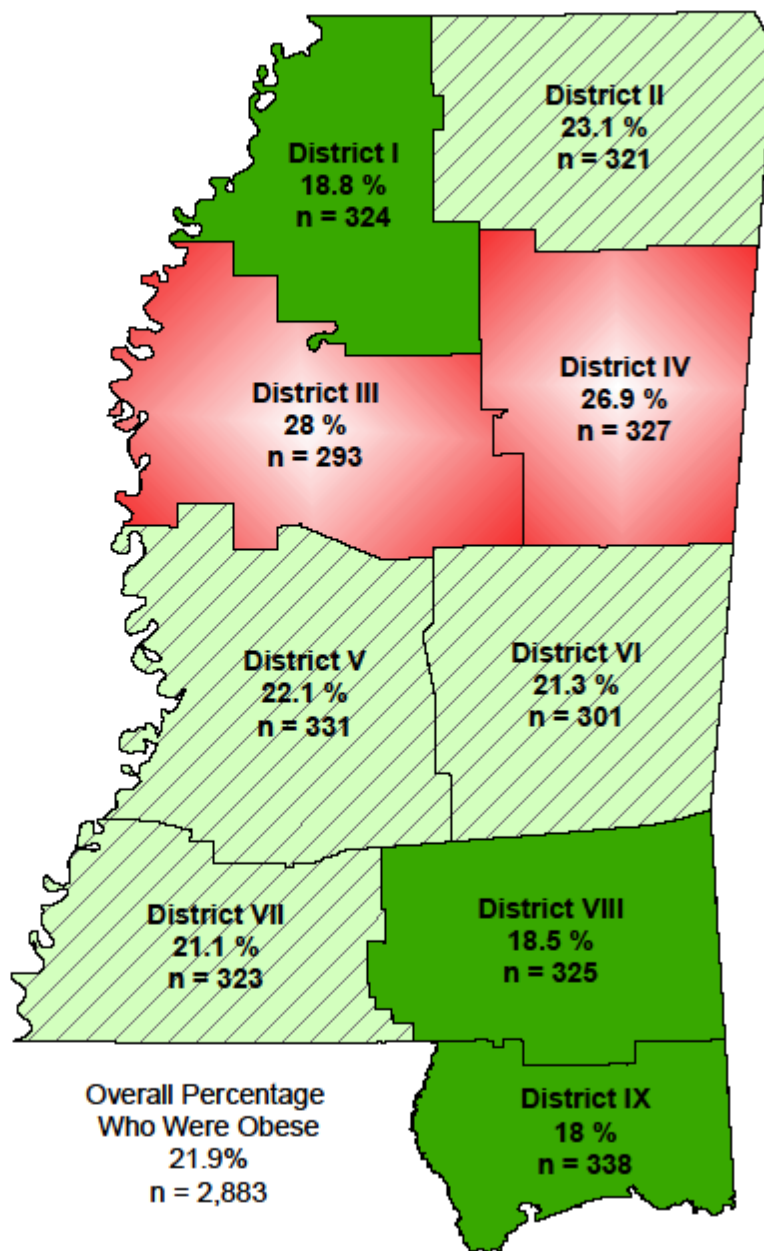 District I
18.8 %
n = 324
District II
23.1 %
n = 321
District III
28 %
n = 293
District IV
26.9 %
n = 327
District V
22.1 %
n = 331
District VI
21.3 %
n = 301
District VII
21.1 %
n = 323
District VIII
18.5 %
n = 325
District IX
18 %
n = 338
Overall Percentage
Who Were Obese
21.9%
n = 2,883